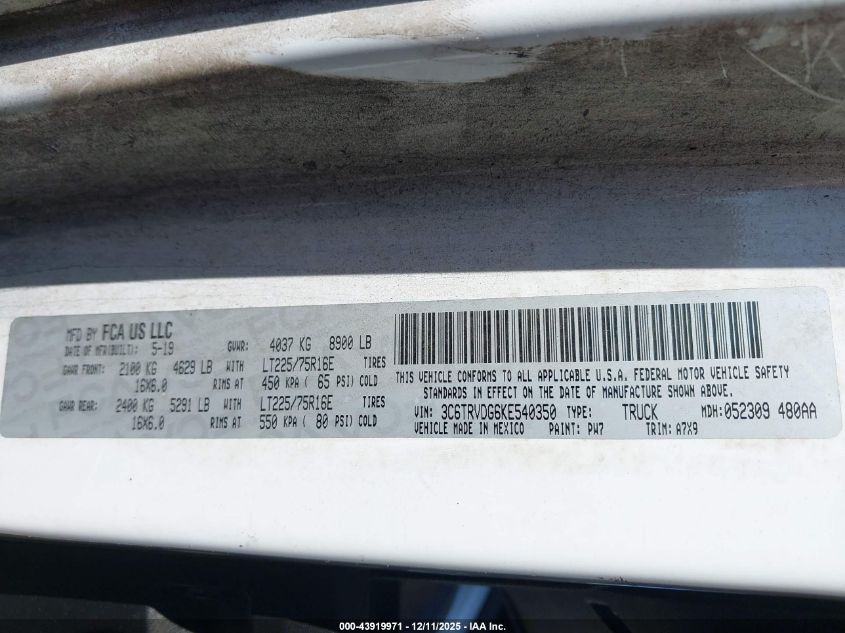 MFD BY FCA US LLC
DATE OF MFR(BUILT): 5-19 GVWR: 4037 KG 8900 LB
GAWR FRONT: 2100 KG 4629 LB WITH LT225/75R16E TIRES
16X6.0 RIMS AT 450 KPA ( 65 PSI) COLD
GAWR REAR: 2400 KG 5291 LB WITH LT225/75R16E TIRES
16X6.0 RIMS AT 550 KPA ( 80 PSI) COLD
THIS VEHICLE CONFORMS TO ALL APPLICABLE U.S.A. FEDERAL MOTOR VEHICLE SAFETY
STANDARDS IN EFFECT ON THE DATE OF MANUFACTURE SHOWN ABOVE.
VIN: 3C6TRVDG6KE540350 TYPE: TRUCK MDH: 052309 480AA
VEHICLE MADE IN MEXICO PAINT: PW7 TRIM: A7X9
000-43919971 - 12/11/2025 - IAA Inc.